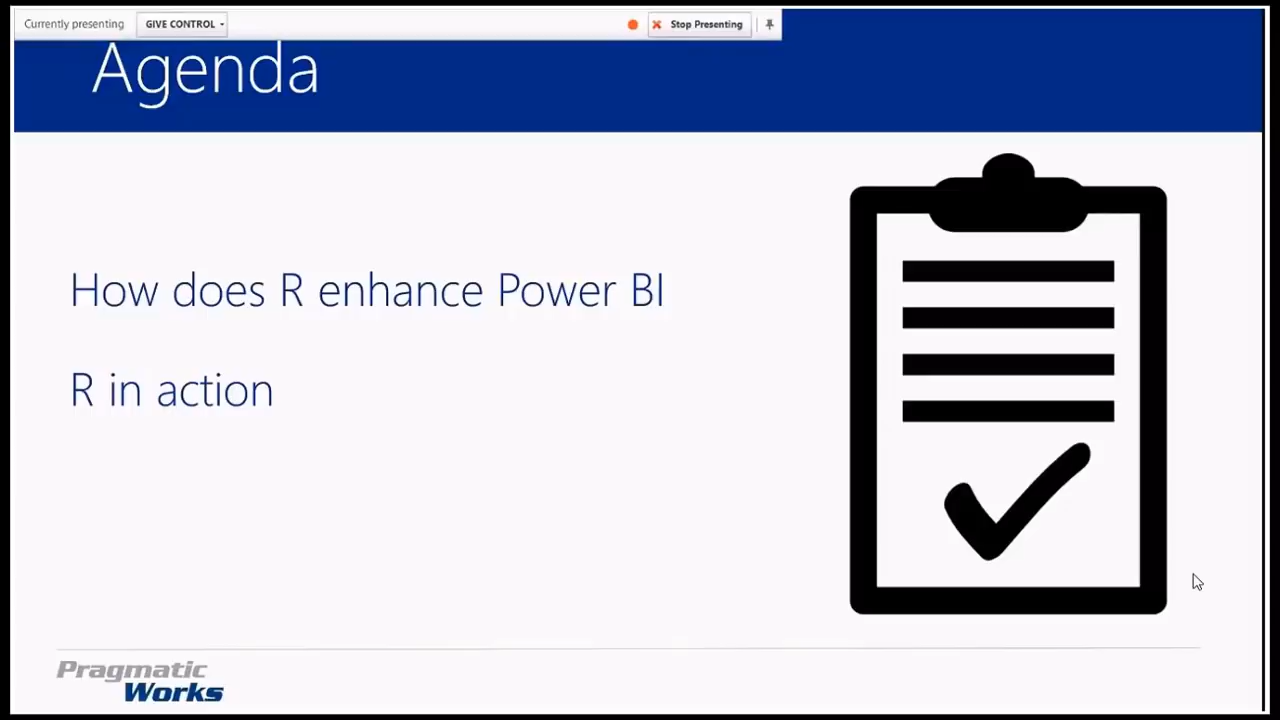 Currently presenting GIVE CONTROL Stop Presenting
Agenda
How does R enhance Power BI
R in action
Pragmatic
Works